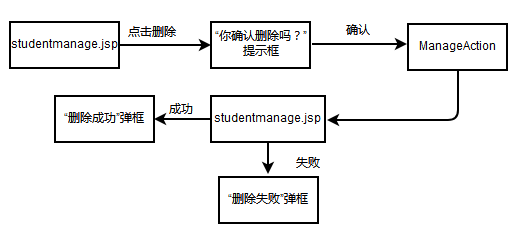 studentmanage.jsp
点击删除
“你确认删除吗？”
提示框
确认
ManageAction
“删除成功”弹框
成功
studentmanage.jsp
失败
“删除失败”弹框